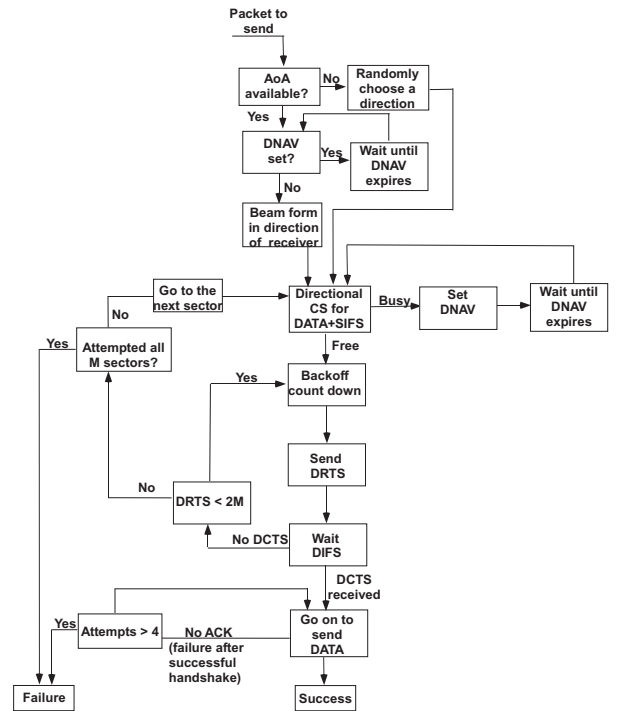 Packet to
send
AoA
available?
No
Randomly
choose a
direction
Yes
DNAV
set?
Yes
Wait until
DNAV
expires
No
Beam form
in direction
of receiver
Go to the
next sector
Directional
CS for
DATA+SIFS
Busy
Set
DNAV
Wait until
DNAV
expires
No
Yes
Attempted all
M sectors?
Free
Yes
Backoff
count down
Send
DRTS
No
DRTS < 2M
No DCTS
Wait
DIFS
DCTS
received
Yes
Attempts > 4
No ACK
(failure after
successful
handshake)
Go on to
send
DATA
Failure
Success